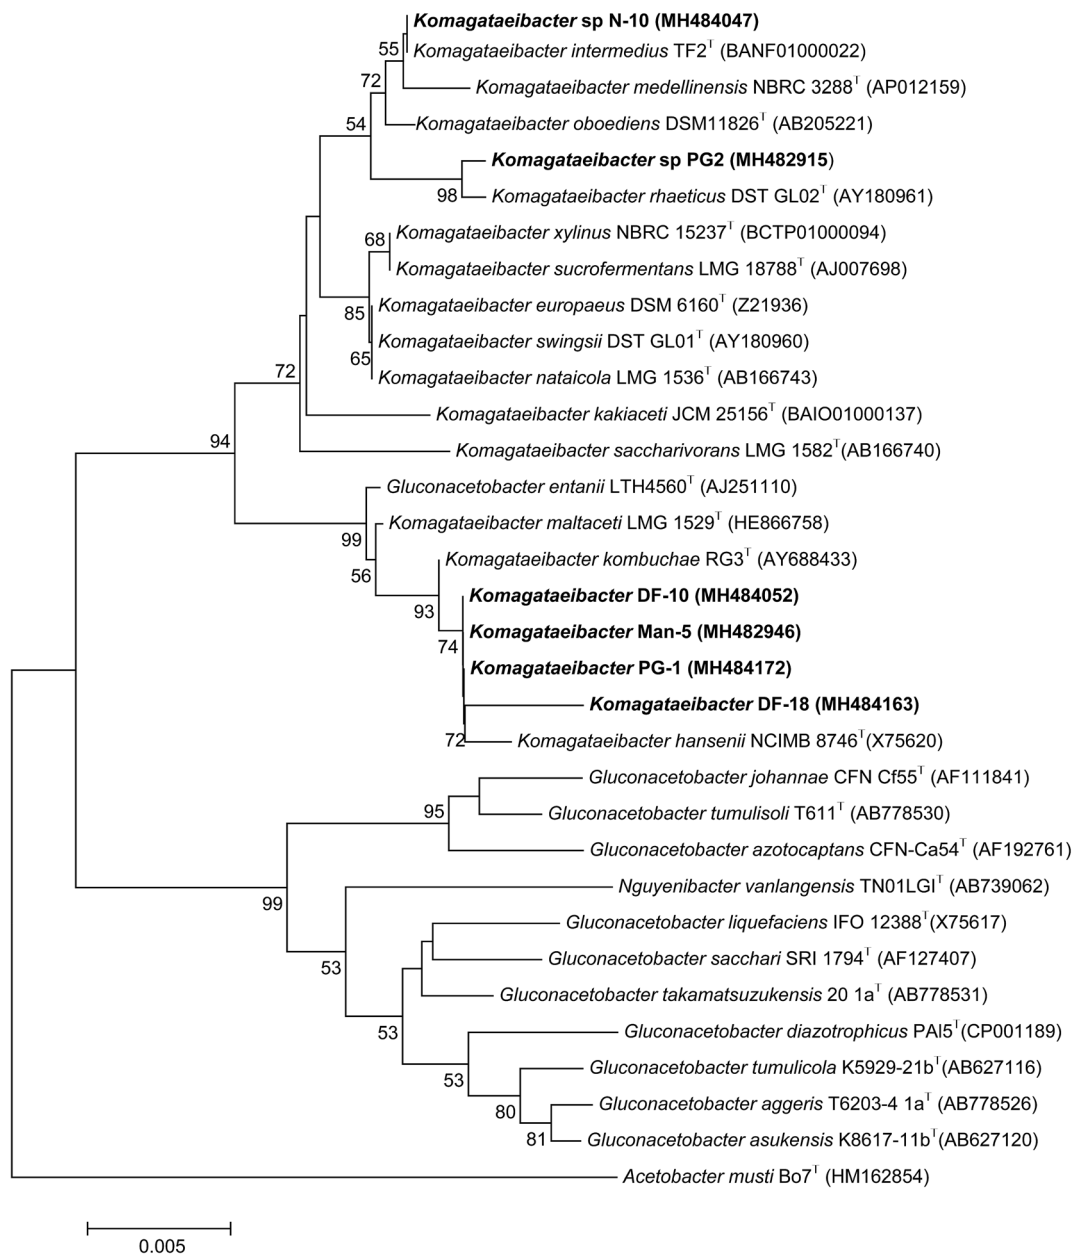 Komagataeibacter sp N-10 (MH484047)
55
Komagataeibacter intermedius TF2ᵀ (BANF01000022)
72
Komagataeibacter medellinensis NBRC 3288ᵀ (AP012159)
54
Komagataeibacter oboediens DSM11826ᵀ (AB205221)
Komagataeibacter sp PG2 (MH482915)
98
Komagataeibacter rhaeticus DST GL02ᵀ (AY180961)
68
Komagataeibacter xylinus NBRC 15237ᵀ (BCTP01000094)
Komagataeibacter sucrofermentans LMG 18788ᵀ (AJ007698)
85
Komagataeibacter europaeus DSM 6160ᵀ (Z21936)
Komagataeibacter swingsii DST GL01ᵀ (AY180960)
65
Komagataeibacter nataicola LMG 1536ᵀ (AB166743)
72
Komagataeibacter kakiaceti JCM 25156ᵀ (BAIO01000137)
94
Komagataeibacter saccharivorans LMG 1582ᵀ(AB166740)
Gluconacetobacter entanii LTH4560ᵀ (AJ251110)
Komagataeibacter maltaceti LMG 1529ᵀ (HE866758)
99
Komagataeibacter kombuchae RG3ᵀ (AY688433)
56
Komagataeibacter DF-10 (MH484052)
93
Komagataeibacter Man-5 (MH482946)
74
Komagataeibacter PG-1 (MH484172)
Komagataeibacter DF-18 (MH484163)
72
Komagataeibacter hansenii NCIMB 8746ᵀ(X75620)
Gluconacetobacter johannae CFN Cf55ᵀ (AF111841)
95
Gluconacetobacter tumulisoli T611ᵀ (AB778530)
Gluconacetobacter azotocaptans CFN-Ca54ᵀ (AF192761)
Nguyenibacter vanlangensis TN01LGIᵀ (AB739062)
99
Gluconacetobacter liquefaciens IFO 12388ᵀ(X75617)
Gluconacetobacter sacchari SRI 1794ᵀ (AF127407)
53
Gluconacetobacter takamatsuzukensis 20 1aᵀ (AB778531)
53
Gluconacetobacter diazotrophicus PAl5ᵀ(CP001189)
Gluconacetobacter tumulicola K5929-21bᵀ(AB627116)
53
Gluconacetobacter aggeris T6203-4 1aᵀ (AB778526)
80
Gluconacetobacter asukensis K8617-11bᵀ(AB627120)
81
Acetobacter musti Bo7ᵀ (HM162854)
0.005